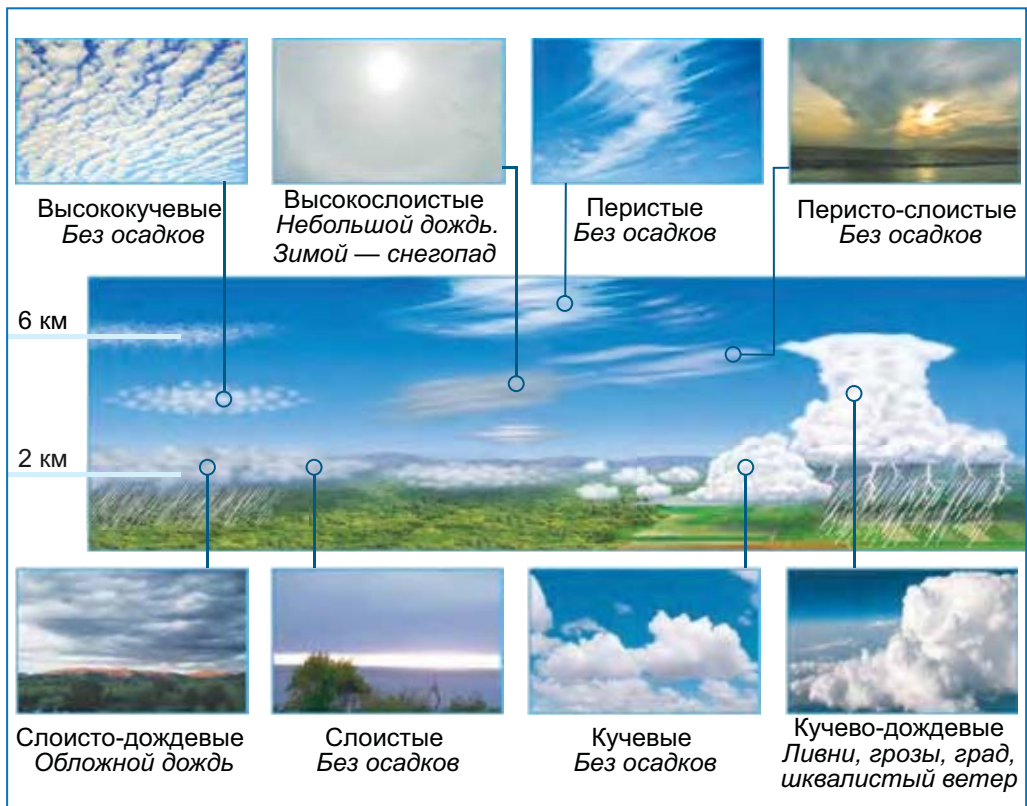 Высококучевые
Без осадков
Высокослоистые
Небольшой дождь.
Зимой — снегопад
Перистые
Без осадков
Перисто-слоистые
Без осадков
6 км
2 км
Слоисто-дождевые
Обложной дождь
Слоистые
Без осадков
Кучевые
Без осадков
Кучево-дождевые
Ливни, грозы, град,
шквалистый ветер